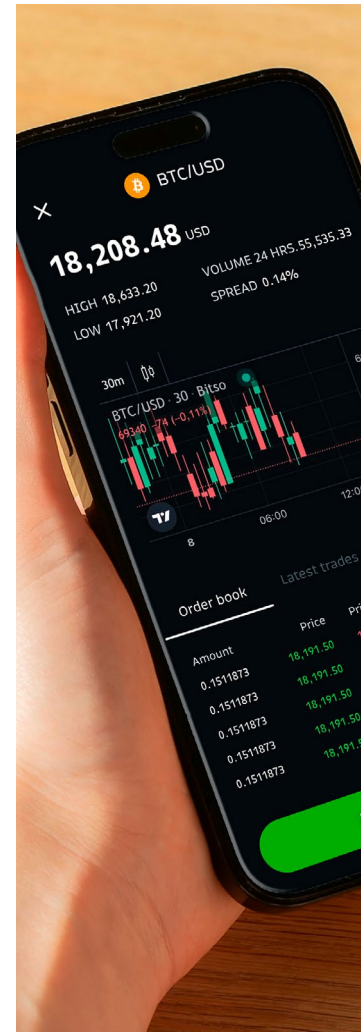 BTC/USD
18,208.48 USD
HIGH 18,633.20
VOLUME 24 HRS. 55,535.33
LOW 17,921.20
SPREAD 0.14%
30m
BTC/USD · 30 · Bitso
69340 -74 (-0.11%)
8
06:00
Order book
Latest trades
Amount
Price
0.1511873
18,191.50
0.1511873
18,191.50
0.1511873
18,191.50
0.1511873
18,191.50
0.1511873